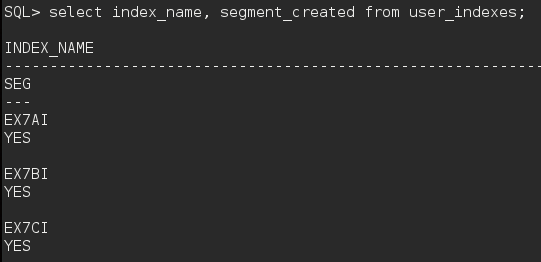 SQL> select index_name, segment_created from user_indexes;
INDEX_NAME
--------------------------------------------------------------------------------
SEG
---
EX7AI
YES
EX7BI
YES
EX7CI
YES